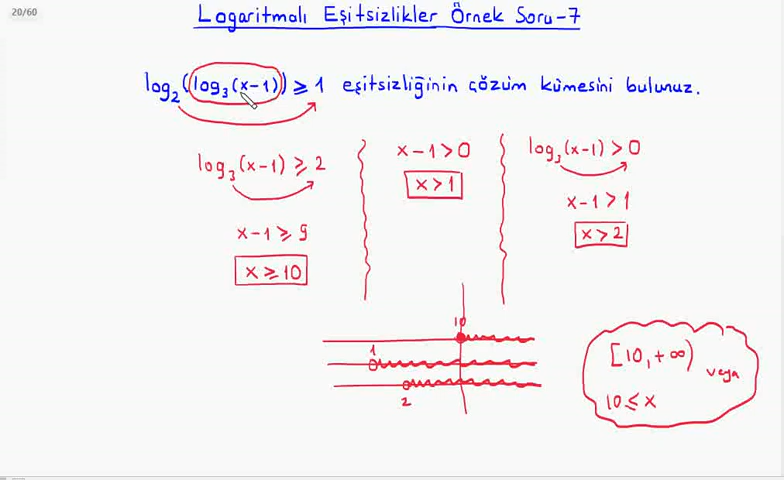 20/60
Logaritmalı Eşitsizlikler Örnek Soru-7
log₂(log₃(x-1)) ≥ 1 eşitsizliğinin çözüm kümesini bulunuz.
log₃(x-1) ≥ 2
x-1 ≥ 9
x ≥ 10
x-1 > 0
x > 1
log₃(x-1) > 0
x-1 > 1
x > 2
10
1
2
[10, +∞)
veya
10 ≤ x